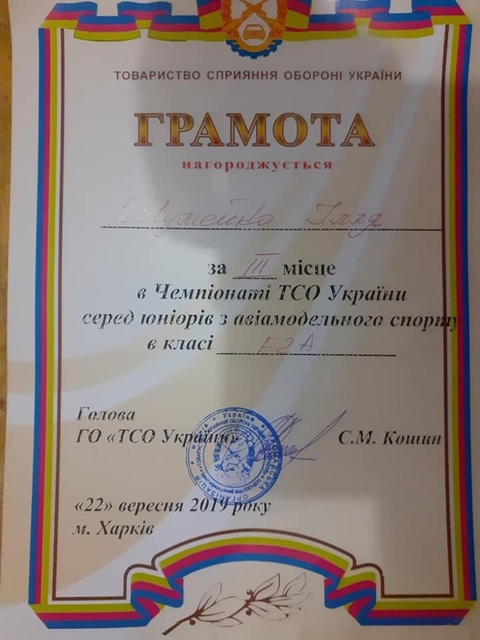 ТОВАРИСТВО СПРИЯННЯ ОБОРОНІ УКРАЇНИ
ГРАМОТА
нагороджується
Шумейко Ілля
за III місце
в Чемпіонаті ТСО України
серед юніорів з авіамодельного спорту
в класі F2A
Голова
ГО «ТСО України» С.М. Кошин
«22» вересня 2019 року
м. Харків